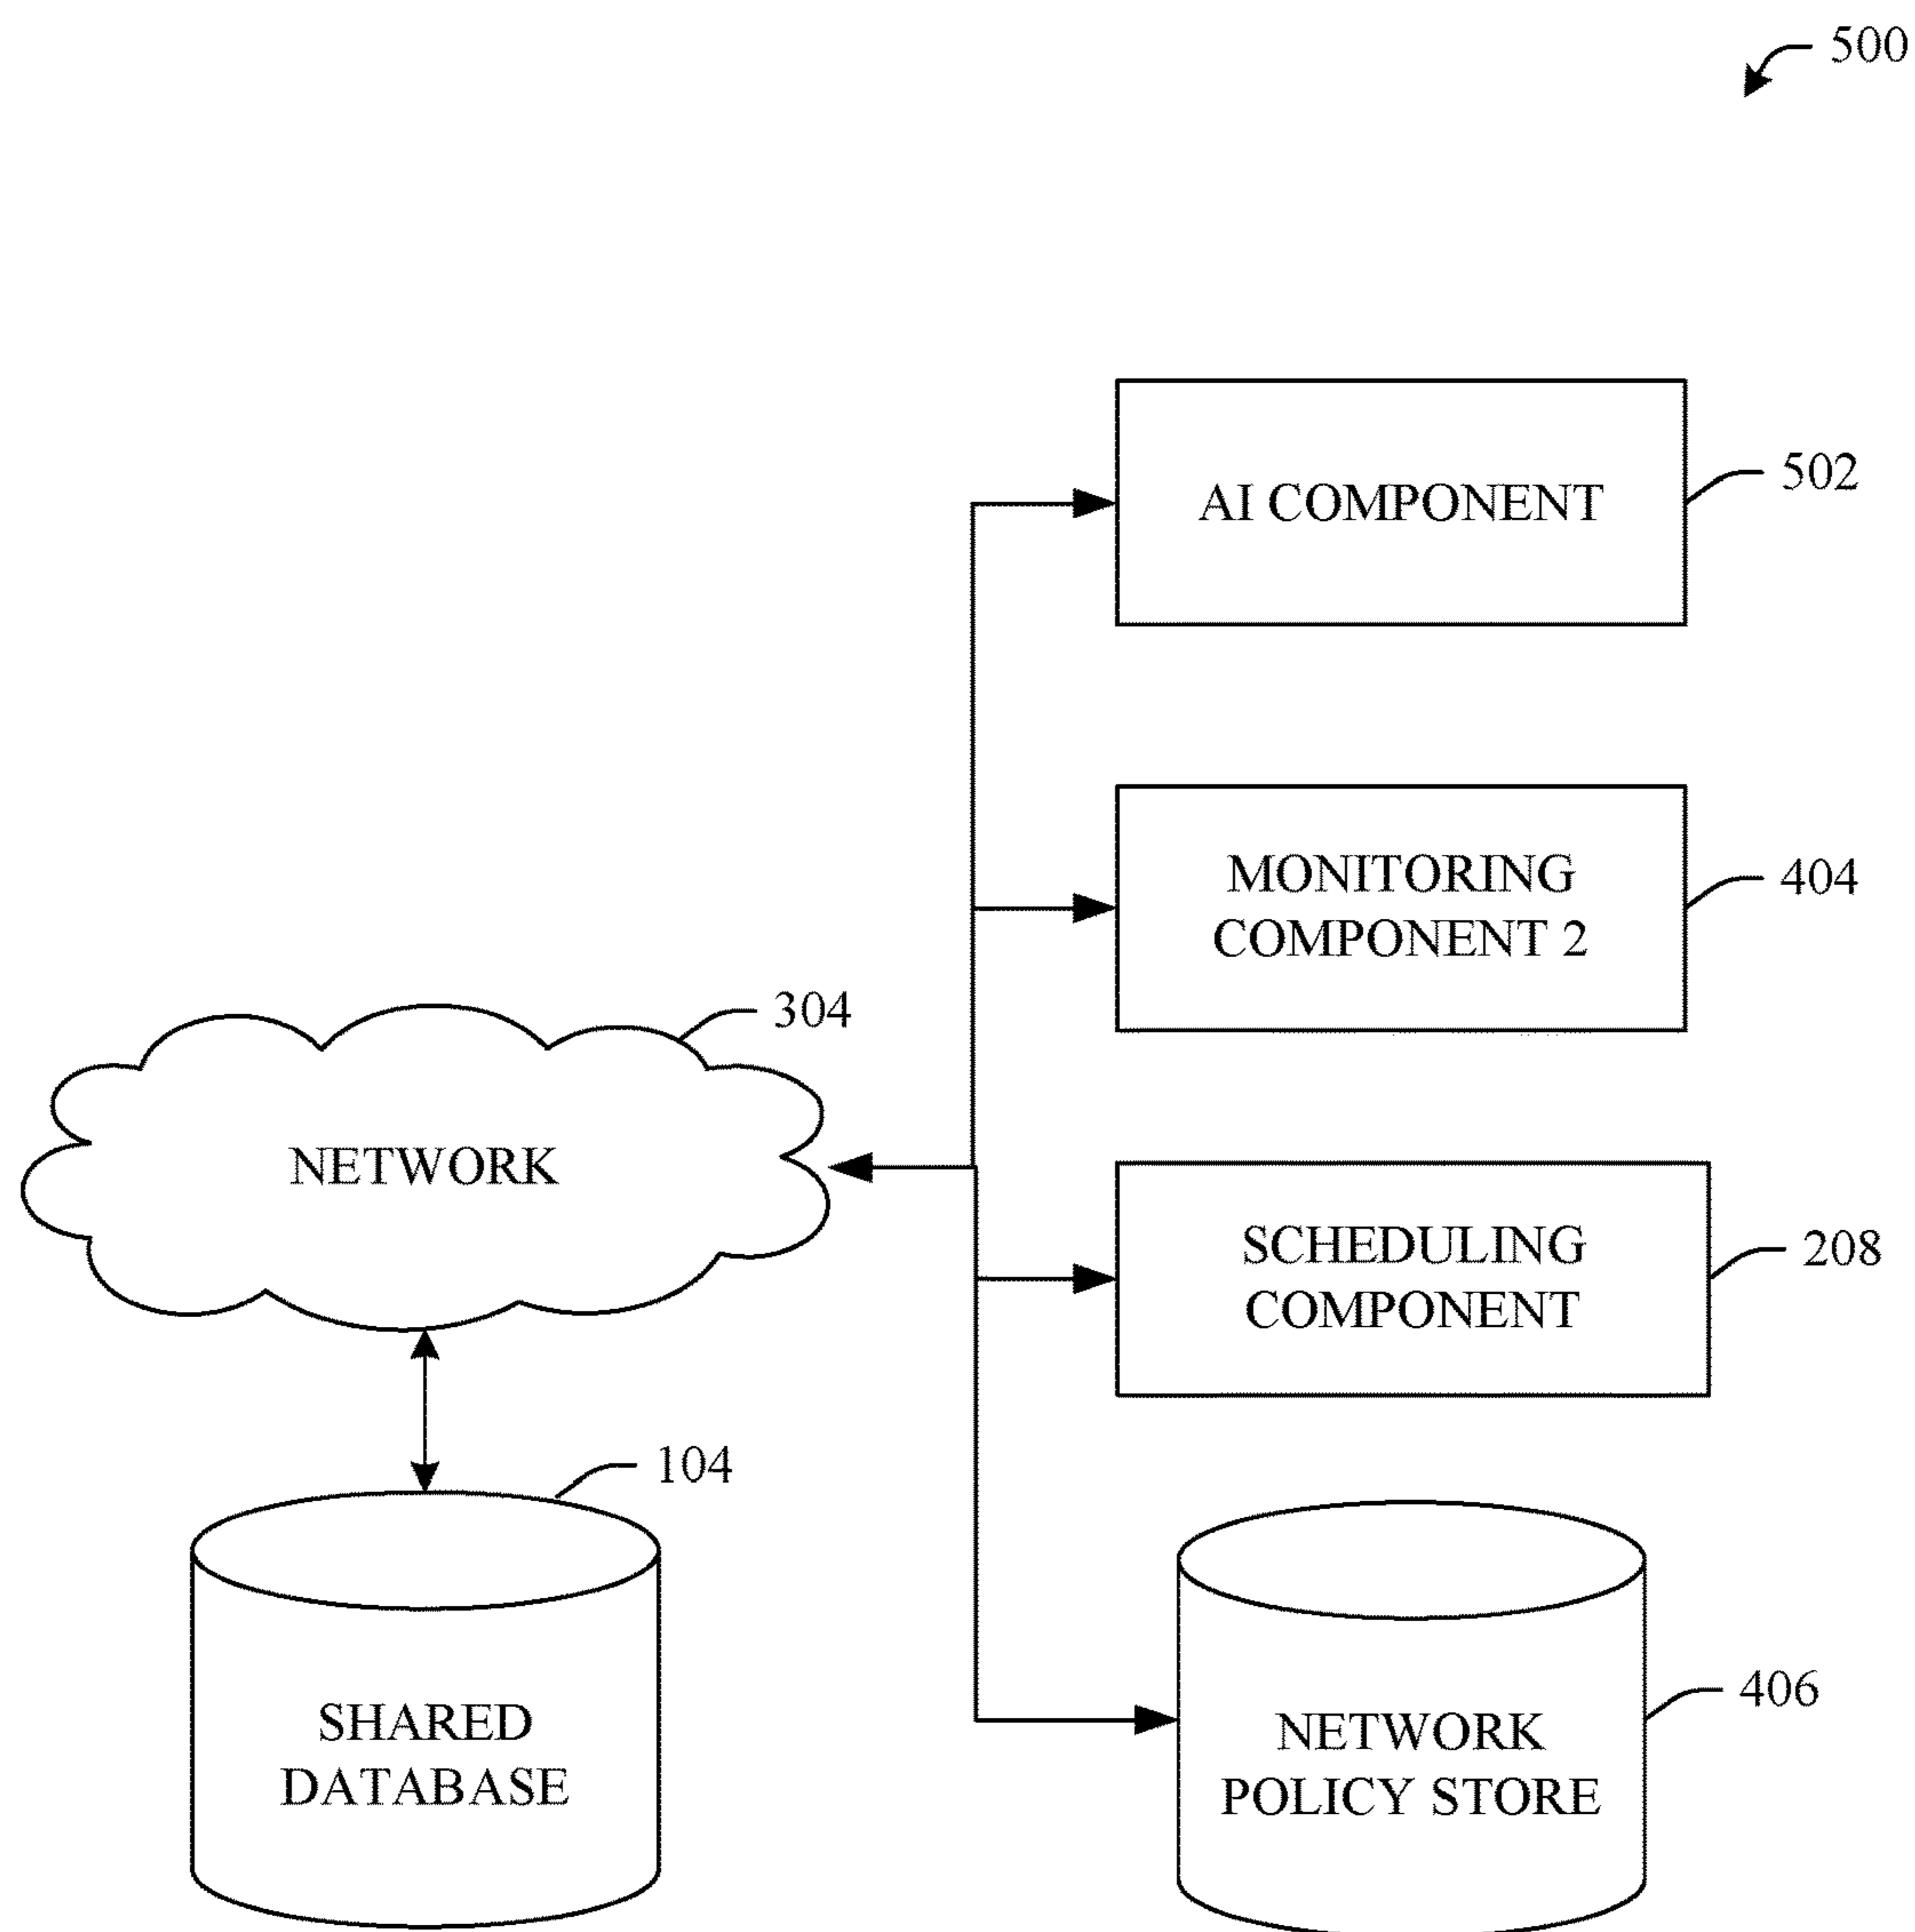 500
AI COMPONENT
502
MONITORING
COMPONENT 2
404
304
NETWORK
SCHEDULING
COMPONENT
208
104
SHARED
DATABASE
406
NETWORK
POLICY STORE